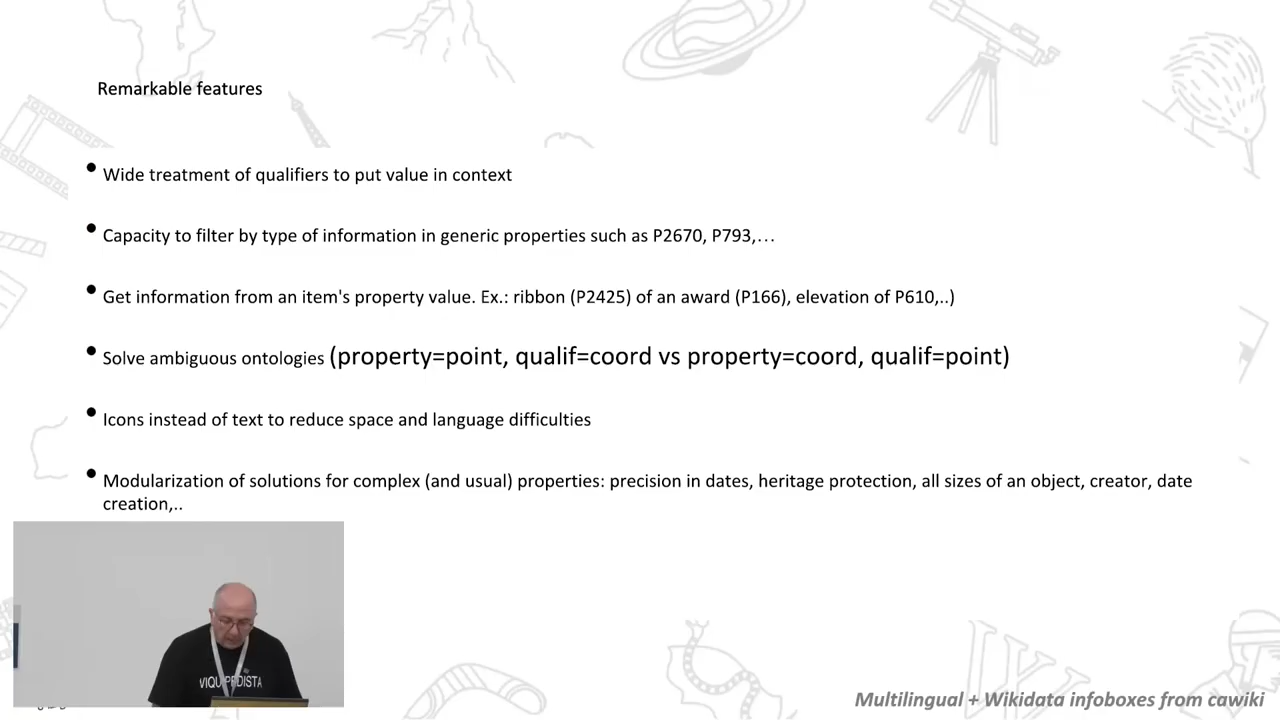 Remarkable features
• Wide treatment of qualifiers to put value in context
• Capacity to filter by type of information in generic properties such as P2670, P793,…
• Get information from an item's property value. Ex.: ribbon (P2425) of an award (P166), elevation of P610,..)
• Solve ambiguous ontologies (property=point, qualif=coord vs property=coord, qualif=point)
• Icons instead of text to reduce space and language difficulties
• Modularization of solutions for complex (and usual) properties: precision in dates, heritage protection, all sizes of an object, creator, date
creation,..
VIQUIPEDISTA
Multilingual + Wikidata infoboxes from cawiki